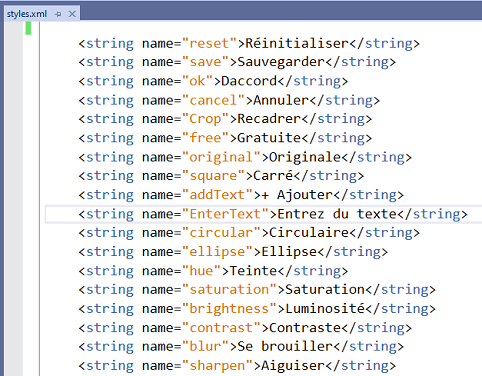 styles.xml
<string name="reset">Réinitialiser</string>
<string name="save">Sauvegarder</string>
<string name="ok">Daccord</string>
<string name="cancel">Annuler</string>
<string name="Crop">Recadrer</string>
<string name="free">Gratuite</string>
<string name="original">Originale</string>
<string name="square">Carré</string>
<string name="addText">+ Ajouter</string>
<string name="EnterText">Entrez du texte</string>
<string name="circular">Circulaire</string>
<string name="ellipse">Ellipse</string>
<string name="hue">Teinte</string>
<string name="saturation">Saturation</string>
<string name="brightness">Luminosité</string>
<string name="contrast">Contraste</string>
<string name="blur">Se brouiller</string>
<string name="sharpen">Aiguiser</string>